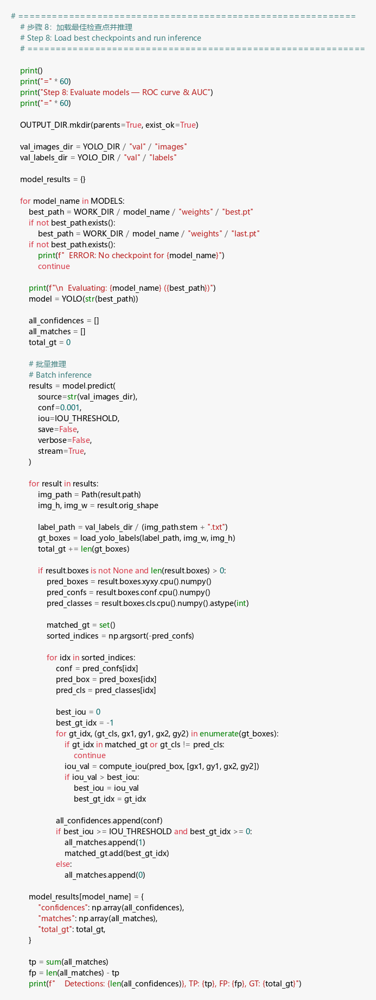 # ============================================================
    # 步骤 8：加载最佳检查点并推理
    # Step 8: Load best checkpoints and run inference
    # ============================================================

    print()
    print("=" * 60)
    print("Step 8: Evaluate models — ROC curve & AUC")
    print("=" * 60)

    OUTPUT_DIR.mkdir(parents=True, exist_ok=True)

    val_images_dir = YOLO_DIR / "val" / "images"
    val_labels_dir = YOLO_DIR / "val" / "labels"

    model_results = {}

    for model_name in MODELS:
        best_path = WORK_DIR / model_name / "weights" / "best.pt"
        if not best_path.exists():
            best_path = WORK_DIR / model_name / "weights" / "last.pt"
        if not best_path.exists():
            print(f"  ERROR: No checkpoint for {model_name}")
            continue

        print(f"\n  Evaluating: {model_name} ({best_path})")
        model = YOLO(str(best_path))

        all_confidences = []
        all_matches = []
        total_gt = 0

        # 批量推理
        # Batch inference
        results = model.predict(
            source=str(val_images_dir),
            conf=0.001,
            iou=IOU_THRESHOLD,
            save=False,
            verbose=False,
            stream=True,
        )

        for result in results:
            img_path = Path(result.path)
            img_h, img_w = result.orig_shape

            label_path = val_labels_dir / (img_path.stem + ".txt")
            gt_boxes = load_yolo_labels(label_path, img_w, img_h)
            total_gt += len(gt_boxes)

            if result.boxes is not None and len(result.boxes) > 0:
                pred_boxes = result.boxes.xyxy.cpu().numpy()
                pred_confs = result.boxes.conf.cpu().numpy()
                pred_classes = result.boxes.cls.cpu().numpy().astype(int)

                matched_gt = set()
                sorted_indices = np.argsort(-pred_confs)

                for idx in sorted_indices:
                    conf = pred_confs[idx]
                    pred_box = pred_boxes[idx]
                    pred_cls = pred_classes[idx]

                    best_iou = 0
                    best_gt_idx = -1
                    for gt_idx, (gt_cls, gx1, gy1, gx2, gy2) in enumerate(gt_boxes):
                        if gt_idx in matched_gt or gt_cls != pred_cls:
                            continue
                        iou_val = compute_iou(pred_box, [gx1, gy1, gx2, gy2])
                        if iou_val > best_iou:
                            best_iou = iou_val
                            best_gt_idx = gt_idx

                    all_confidences.append(conf)
                    if best_iou >= IOU_THRESHOLD and best_gt_idx >= 0:
                        all_matches.append(1)
                        matched_gt.add(best_gt_idx)
                    else:
                        all_matches.append(0)

        model_results[model_name] = {
            "confidences": np.array(all_confidences),
            "matches": np.array(all_matches),
            "total_gt": total_gt,
        }

        tp = sum(all_matches)
        fp = len(all_matches) - tp
        print(f"    Detections: {len(all_confidences)}, TP: {tp}, FP: {fp}, GT: {total_gt}")